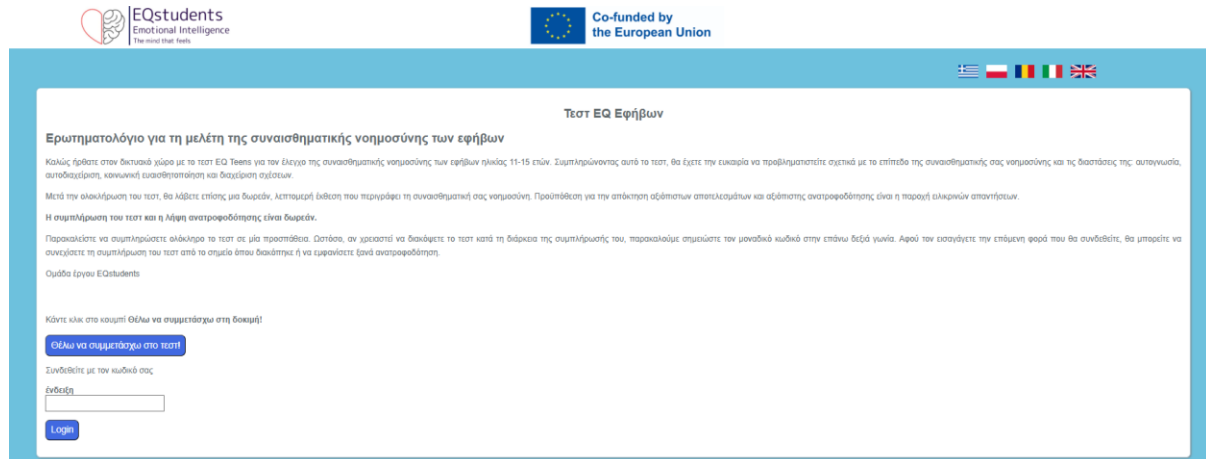 EQstudents
Emotional Intelligence
The mind that feels
Co-funded by
the European Union
Τεστ EQ Εφήβων
Ερωτηματολόγιο για τη μελέτη της συναισθηματικής νοημοσύνης των εφήβων
Καλώς ήρθατε στον δικτυακό χώρο με το τεστ EQ Teens για τον έλεγχο της συναισθηματικής νοημοσύνης των εφήβων ηλικίας 11-15 ετών. Συμπληρώνοντας αυτό το τεστ, θα έχετε την ευκαιρία να προβληματιστείτε σχετικά με το επίπεδο της συναισθηματικής σας νοημοσύνης και τις διαστάσεις της: αυτογνωσία,
αυτοδιαχείριση, κοινωνική ευαισθητοποίηση και διαχείριση σχέσεων.
Μετά την ολοκλήρωση του τεστ, θα λάβετε επίσης μια δωρεάν, λεπτομερή έκθεση που περιγράφει τη συναισθηματική σας νοημοσύνη. Προϋπόθεση για την απόκτηση αξιόπιστων αποτελεσμάτων και αξιόπιστης ανατροφοδότησης είναι η παροχή ειλικρινών απαντήσεων.
Η συμπλήρωση του τεστ και η λήψη ανατροφοδότησης είναι δωρεάν.
Παρακαλείστε να συμπληρώσετε ολόκληρο το τεστ σε μία προσπάθεια. Ωστόσο, αν χρειαστεί να διακόψετε το τεστ κατά τη διάρκεια της συμπλήρωσής του, παρακαλούμε σημειώστε τον μοναδικό κωδικό στην επάνω δεξιά γωνία. Αφού τον εισαγάγετε την επόμενη φορά που θα συνδεθείτε, θα μπορείτε να
συνεχίσετε τη συμπλήρωση του τεστ από το σημείο όπου διακόπηκε ή να εμφανίσετε ξανά ανατροφοδότηση.
Ομάδα έργου EQstudents
Κάντε κλικ στο κουμπί Θέλω να συμμετάσχω στη δοκιμή!
Θέλω να συμμετάσχω στο τεστ!
Συνδεθείτε με τον κωδικό σας
ένδειξη
Login